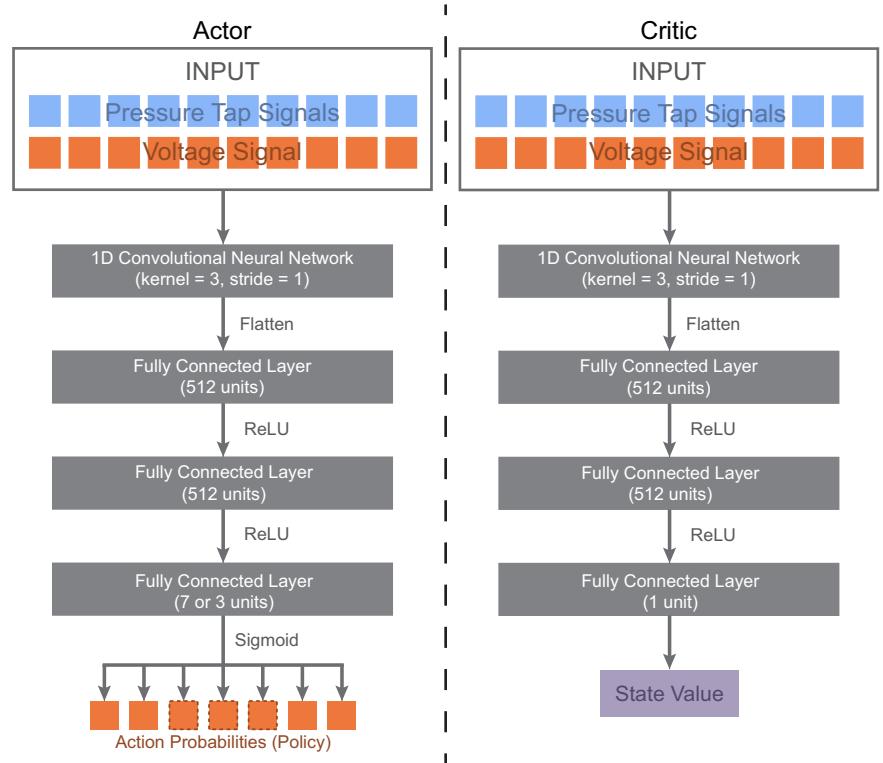 Actor
INPUT
Pressure Tap Signals
Voltage Signal
1D Convolutional Neural Network
(kernel = 3, stride = 1)
Flatten
Fully Connected Layer
(512 units)
ReLU
Fully Connected Layer
(512 units)
ReLU
Fully Connected Layer
(7 or 3 units)
Sigmoid
Action Probabilities (Policy)
Critic
INPUT
Pressure Tap Signals
Voltage Signal
1D Convolutional Neural Network
(kernel = 3, stride = 1)
Flatten
Fully Connected Layer
(512 units)
ReLU
Fully Connected Layer
(512 units)
ReLU
Fully Connected Layer
(1 unit)
State Value